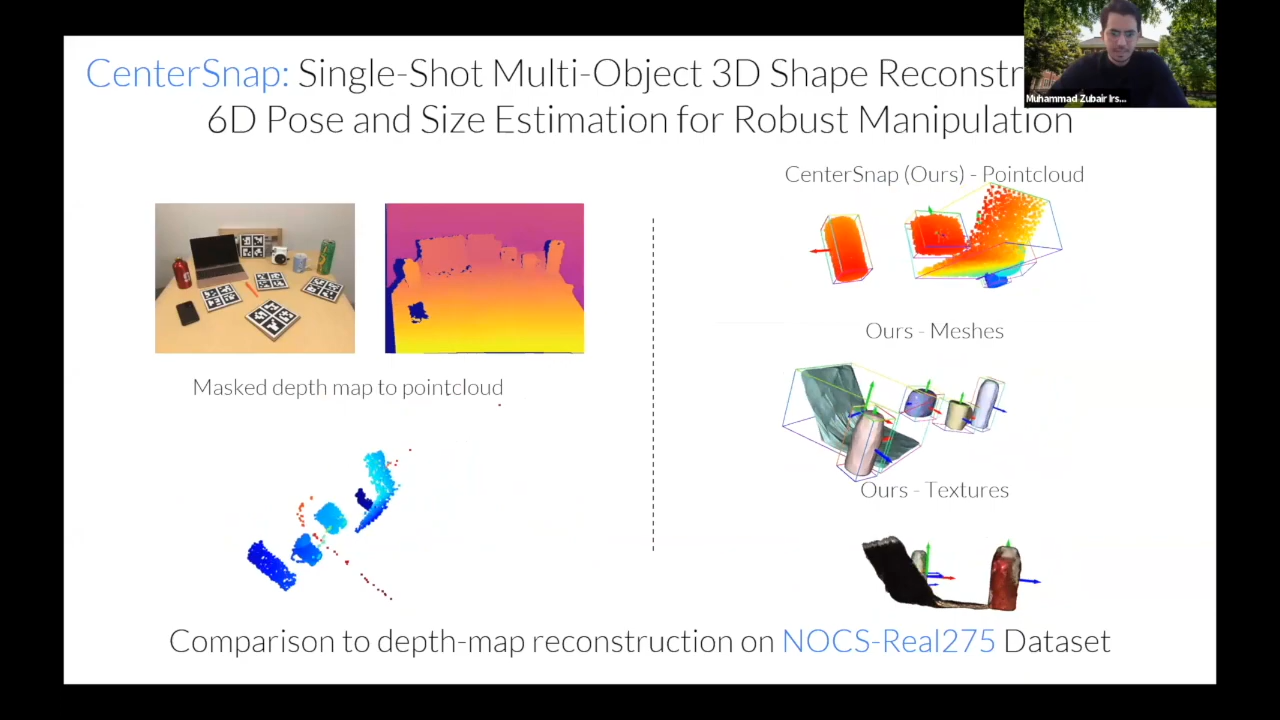 CenterSnap: Single-Shot Multi-Object 3D Shape Reconstr
6D Pose and Size Estimation for Robust Manipulation
Muhammad Zubair Irs...
CenterSnap (Ours) - Pointcloud
Ours - Meshes
Masked depth map to pointcloud
Ours - Textures
Comparison to depth-map reconstruction on NOCS-Real275 Dataset